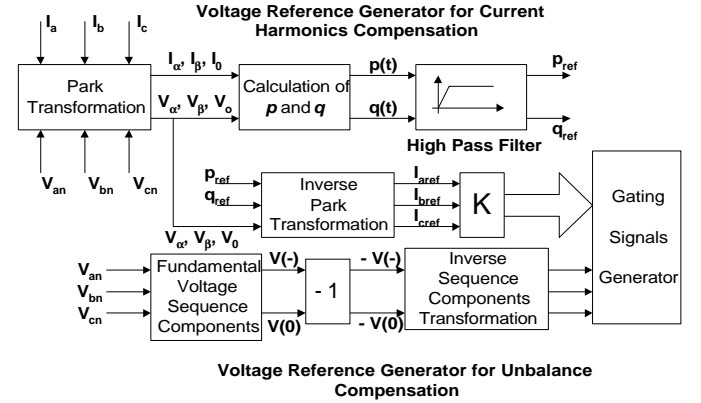 Voltage Reference Generator for Current
Harmonics Compensation
Ia Ib Ic
Park
Transformation
Iα, Iβ, I0
Vα, Vβ, Vo
Calculation of
p and q
p(t)
q(t)
High Pass Filter
pref
qref
Van Vbn Vcn
pref
qref
Vα, Vβ, V0
Inverse
Park
Transformation
Iaref
Ibref
Icref
K
Gating
Signals
Generator
Van
Vbn
Vcn
Fundamental
Voltage
Sequence
Components
V(-)
V(0)
- 1
- V(-)
- V(0)
Inverse
Sequence
Components
Transformation
Voltage Reference Generator for Unbalance
Compensation